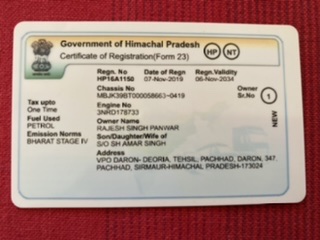 Government of Himachal Pradesh
HP NT
Certificate of Registration(Form 23)
Regn. No Date of Regn Regn.Validity
HP16A1150 07-Nov-2019 06-Nov-2034
Chassis No Owner
MBJK39BT000058663-0419 Sr.No 1
Tax upto Engine No
One Time 3NRD178733
Fuel Used Owner Name
PETROL RAJESH SINGH PANWAR
NEW
Emission Norms Son/Daughter/Wife of
BHARAT STAGE IV S/O SH AMAR SINGH
Address
VPO DARON- DEORIA, TEHSIL, PACHHAD, DARON, 347,
PACHHAD, SIRMAUR-HIMACHAL PRADESH-173024